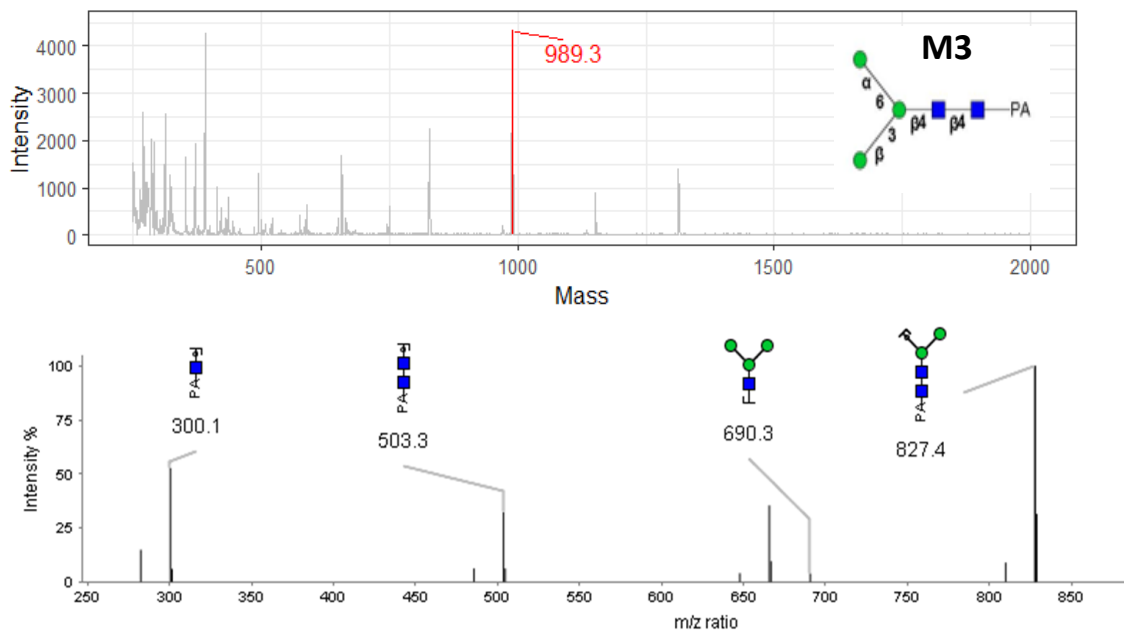 M3
989.3
α
6
3
β
β4
β4
PA
Intensity
4000
3000
2000
1000
0
500
1000
1500
2000
Mass
100
75
50
25
0
Intensity %
PA
300.1
PA
503.3
690.3
PA
827.4
250
300
350
400
450
500
550
600
650
700
750
800
850
m/z ratio